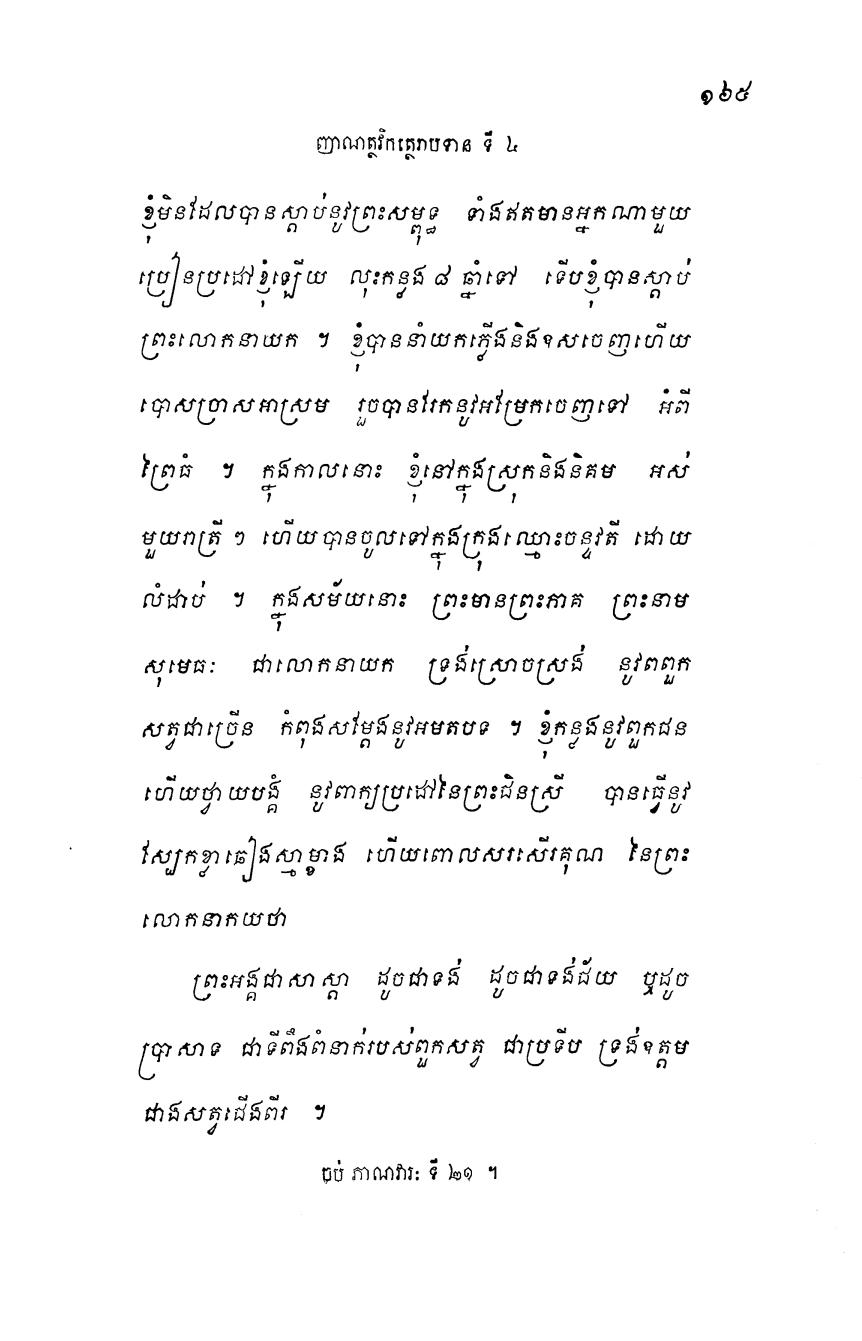 ១៦៥
ញាណត្ថវិកត្ថេរាបទាន ទី ៤
ខ្ញុំមិនដែលបានស្តាប់នូវព្រះសម្ពុទ្ធ ទាំងឥតមានអ្នកណាមួយ
ប្រៀនប្រដៅខ្ញុំឡើយ លុះកន្លង ៨ ឆ្នាំទៅ ទើបខ្ញុំបានស្តាប់
ព្រះលោកនាយក ។ ខ្ញុំបាននាំយកភ្លើងនិងឧសចេញហើយ
បោសច្រាសអាស្រម រួចបានរែកនូវអម្រែកចេញទៅ អំពី
ព្រៃធំ ។ ក្នុងកាលនោះ ខ្ញុំនៅក្នុងស្រុកនិងនិគម អស់
មួយរាត្រី ៗ ហើយបានចូលទៅក្នុងក្រុងឈ្មោះចន្ទវតី ដោយ
លំដាប់ ។ ក្នុងសម័យនោះ ព្រះមានព្រះភាគ ព្រះនាម
សុមេធៈ ជាលោកនាយក ទ្រង់ស្រោចស្រង់ នូវពពួក
សត្វជាច្រើន កំពុងសម្តែងនូវអមតបទ ។ ខ្ញុំកន្លងនូវពួកជន
ហើយថ្វាយបង្គំ នូវពាក្យប្រដៅនៃព្រះជិនស្រី បានធ្វើនូវ
ស្បែកខ្លាឆៀងស្មាម្ខាង ហើយពោលសរសើរគុណ នៃព្រះ
លោកនាកយថា
ព្រះអង្គជាសាស្តា ដូចជាទង់ ដូចជាទង់ជ័យ ឬដូច
ប្រាសាទ ជាទីពឹងពំនាក់របស់ពួកសត្វ ជាប្រទីប ទ្រង់ឧត្តម
ជាងសត្វជើងពីរ ។
ចប់ ភាណវារៈ ទី ២១ ។